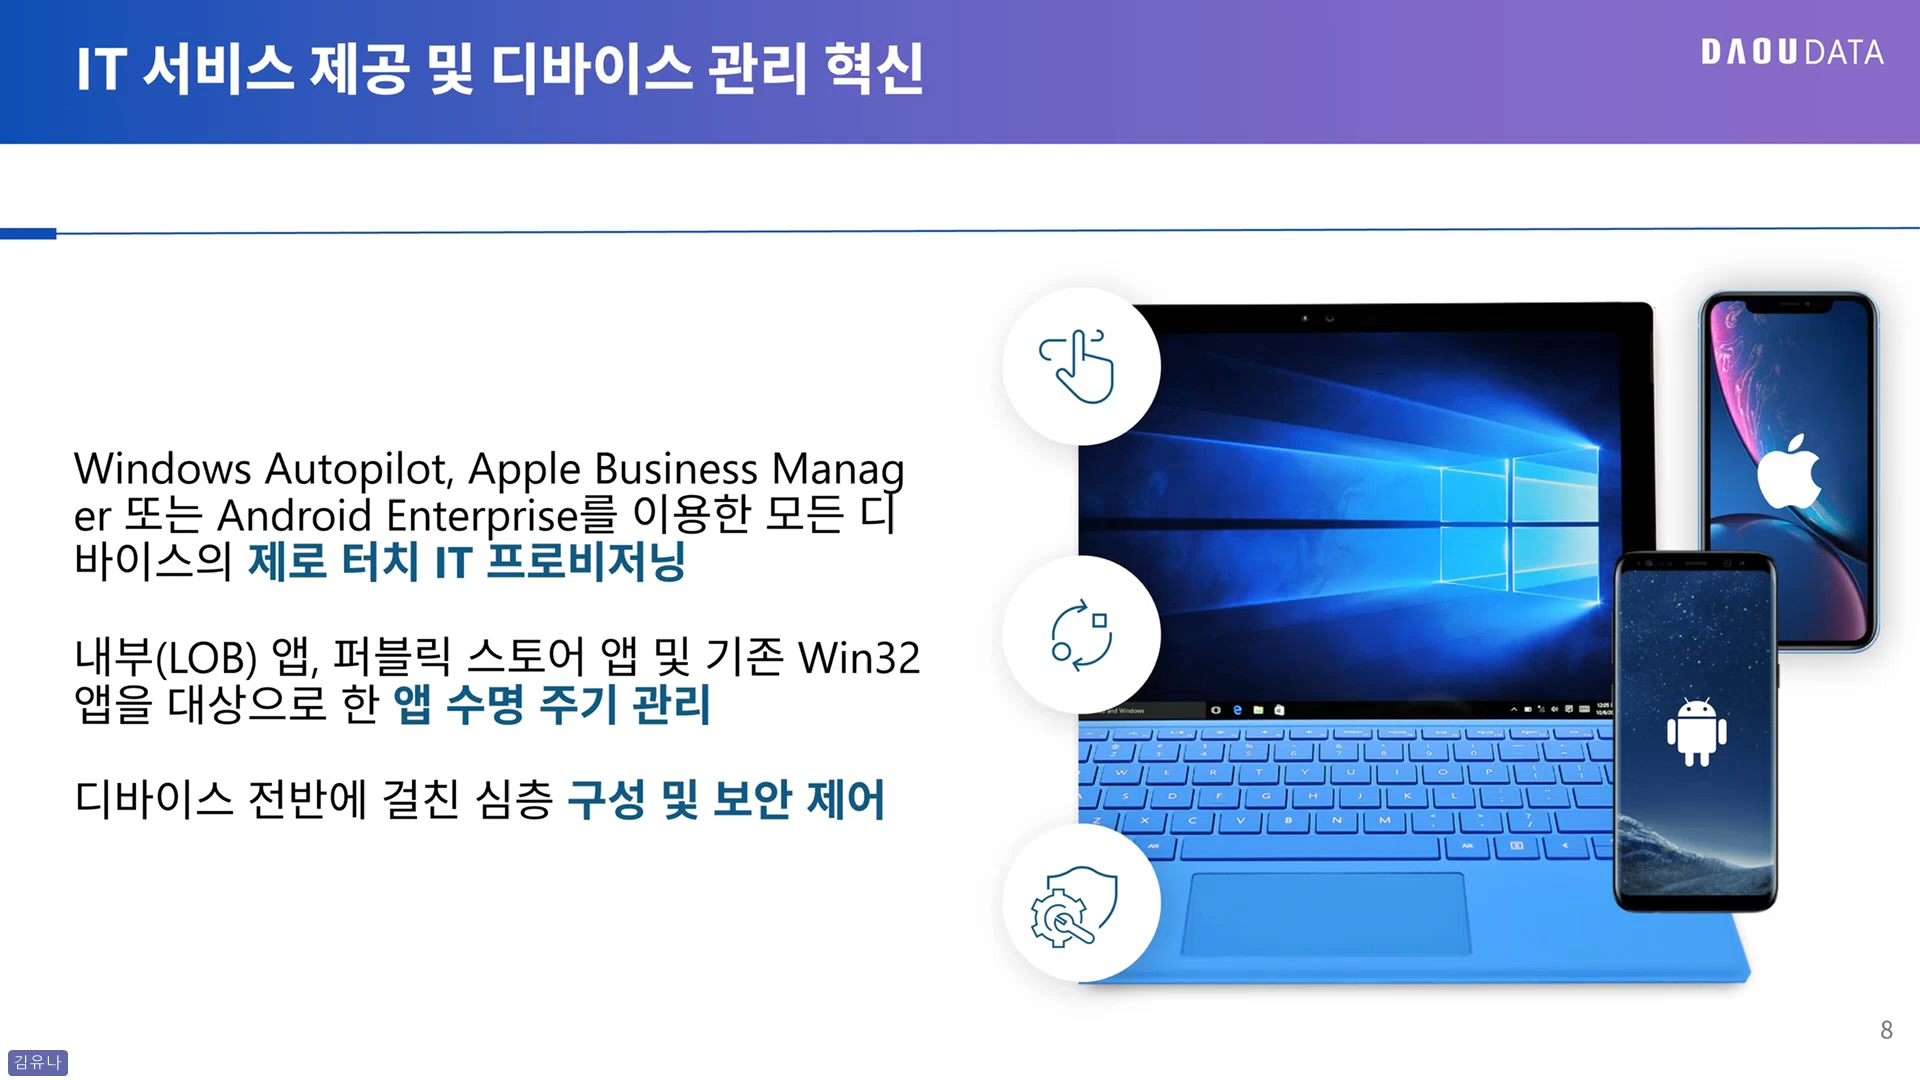 IT 서비스 제공 및 디바이스 관리 혁신
DAOU DATA
Windows Autopilot, Apple Business Manag
er 또는 Android Enterprise를 이용한 모든 디
바이스의 제로 터치 IT 프로비저닝
내부(LOB) 앱, 퍼블릭 스토어 앱 및 기존 Win32
앱을 대상으로 한 앱 수명 주기 관리
디바이스 전반에 걸친 심층 구성 및 보안 제어
8
김유나